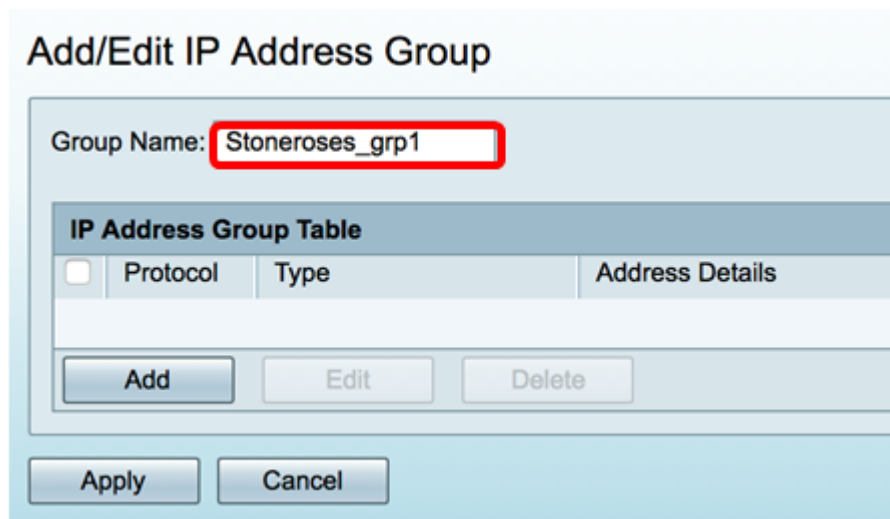 Add/Edit IP Address Group
Group Name: Stoneroses_grp1
IP Address Group Table
Protocol Type Address Details
Add Edit Delete
Apply Cancel